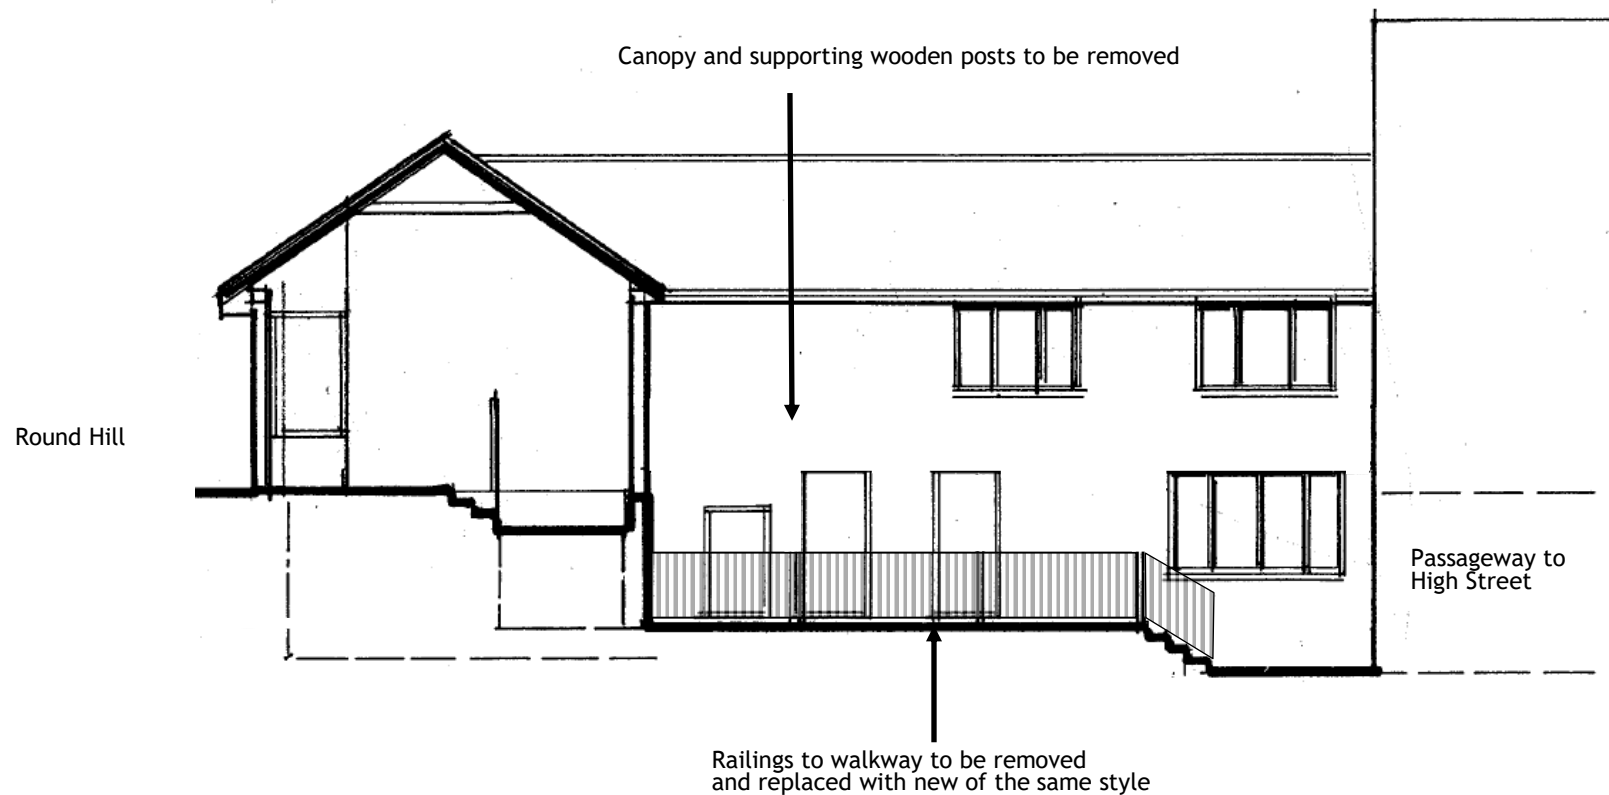 Canopy and supporting wooden posts to be removed
Round Hill
Passageway to
High Street
Railings to walkway to be removed
and replaced with new of the same style